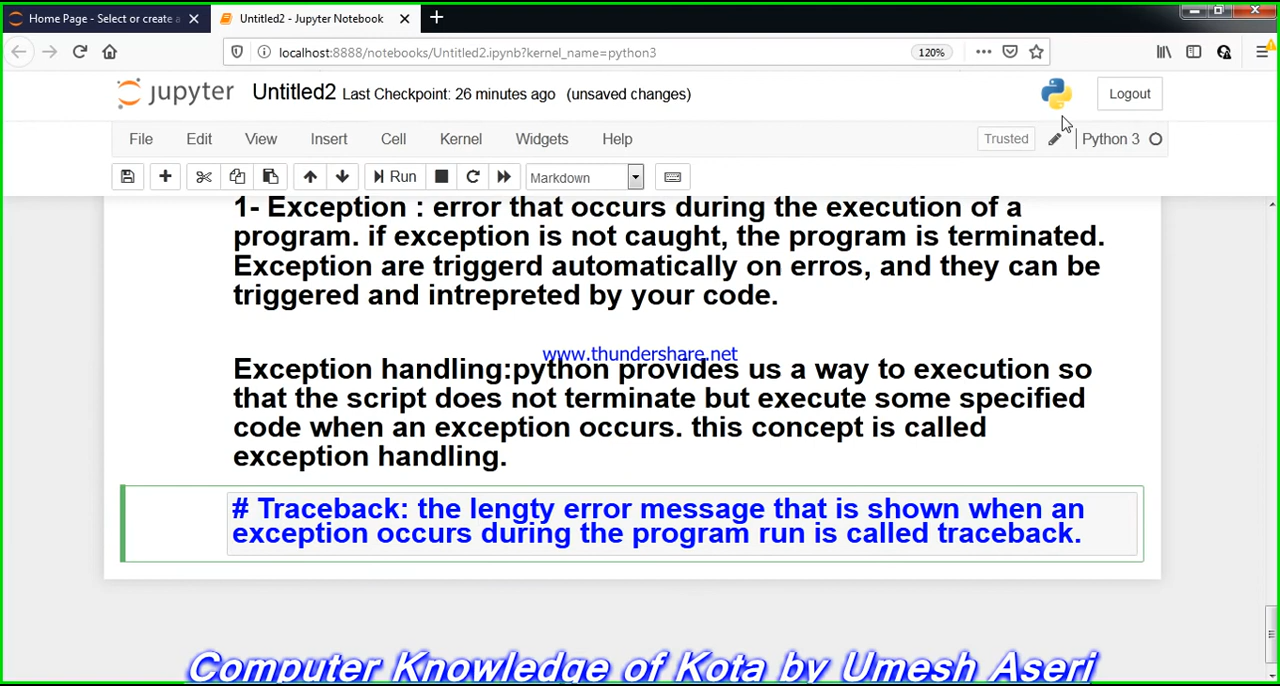 Home Page - Select or create a
Untitled2 - Jupyter Notebook
localhost:8888/notebooks/Untitled2.ipynb?kernel_name=python3
120%
jupyter Untitled2 Last Checkpoint: 26 minutes ago (unsaved changes)
Logout
File Edit View Insert Cell Kernel Widgets Help
Trusted
Python 3
Run
Markdown
1- Exception : error that occurs during the execution of a
program. if exception is not caught, the program is terminated.
Exception are triggerd automatically on erros, and they can be
triggered and intrepreted by your code.
www.thundershare.net
Exception handling:python provides us a way to execution so
that the script does not terminate but execute some specified
code when an exception occurs. this concept is called
exception handling.
# Traceback: the lengty error message that is shown when an
exception occurs during the program run is called traceback.
Computer Knowledge of Kota by Umesh Aseri